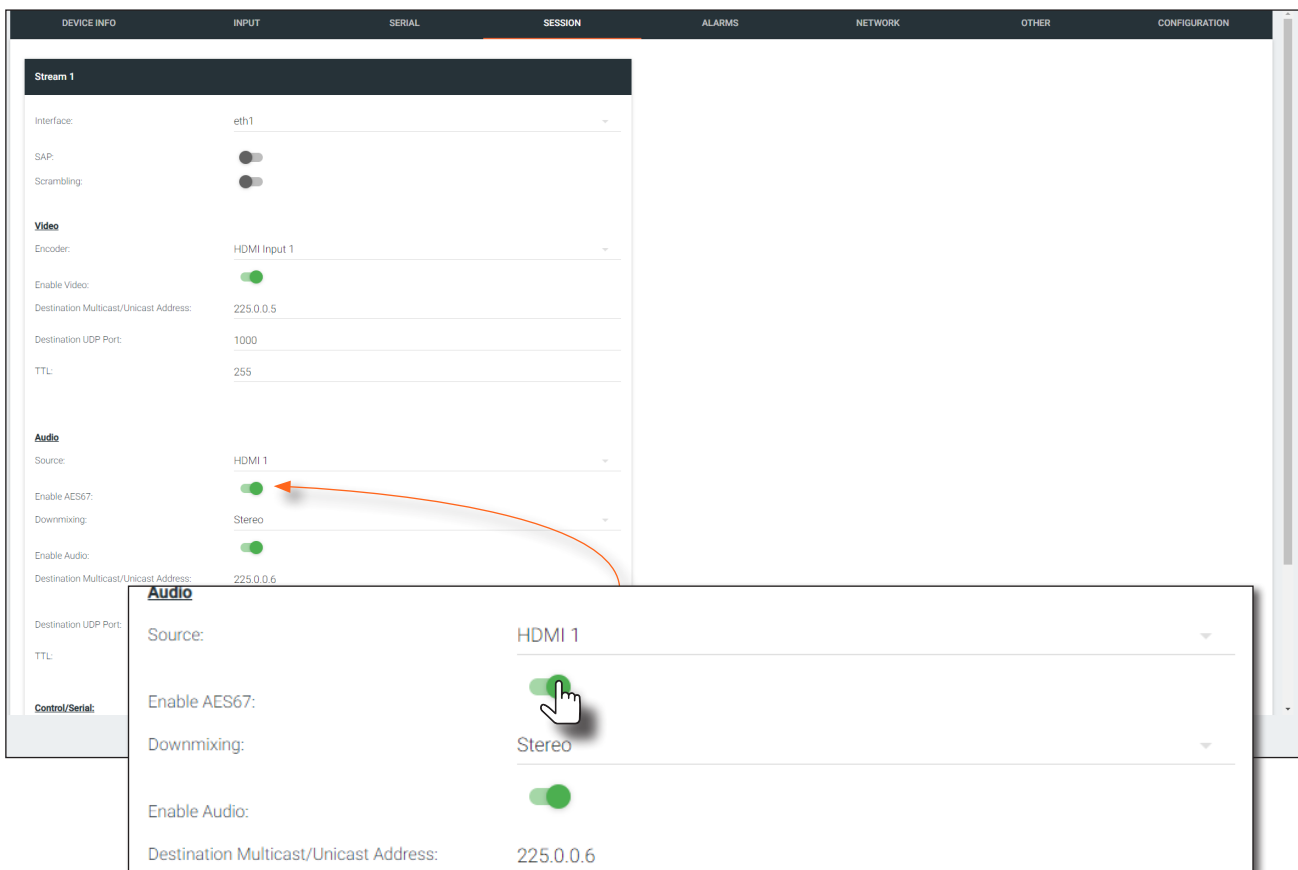 DEVICE INFO INPUT SERIAL SESSION ALARMS NETWORK OTHER CONFIGURATION
Stream 1
Interface: eth1
SAP:
Scrambling:
Video
Encoder: HDMI Input 1
Enable Video:
Destination Multicast/Unicast Address: 225.0.0.5
Destination UDP Port: 1000
TTL: 255
Audio
Source: HDMI 1
Enable AES67:
Downmixing: Stereo
Enable Audio:
Destination Multicast/Unicast Address: 225.0.0.6
Destination UDP Port:
TTL:
Control/Serial:
Audio
Source: HDMI 1
Enable AES67:
Downmixing: Stereo
Enable Audio:
Destination Multicast/Unicast Address: 225.0.0.6